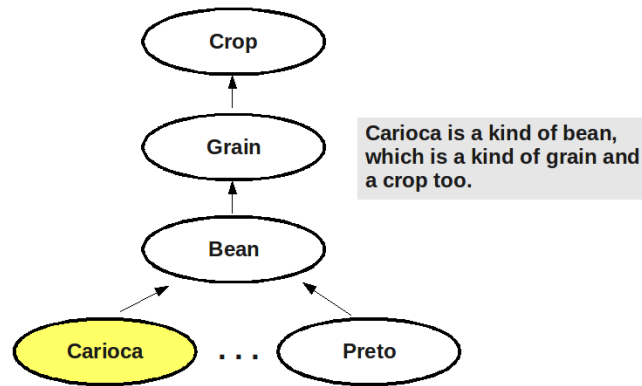 Crop
Grain
Carioca is a kind of bean,
which is a kind of grain and
a crop too.
Bean
Carioca
. . .
Preto